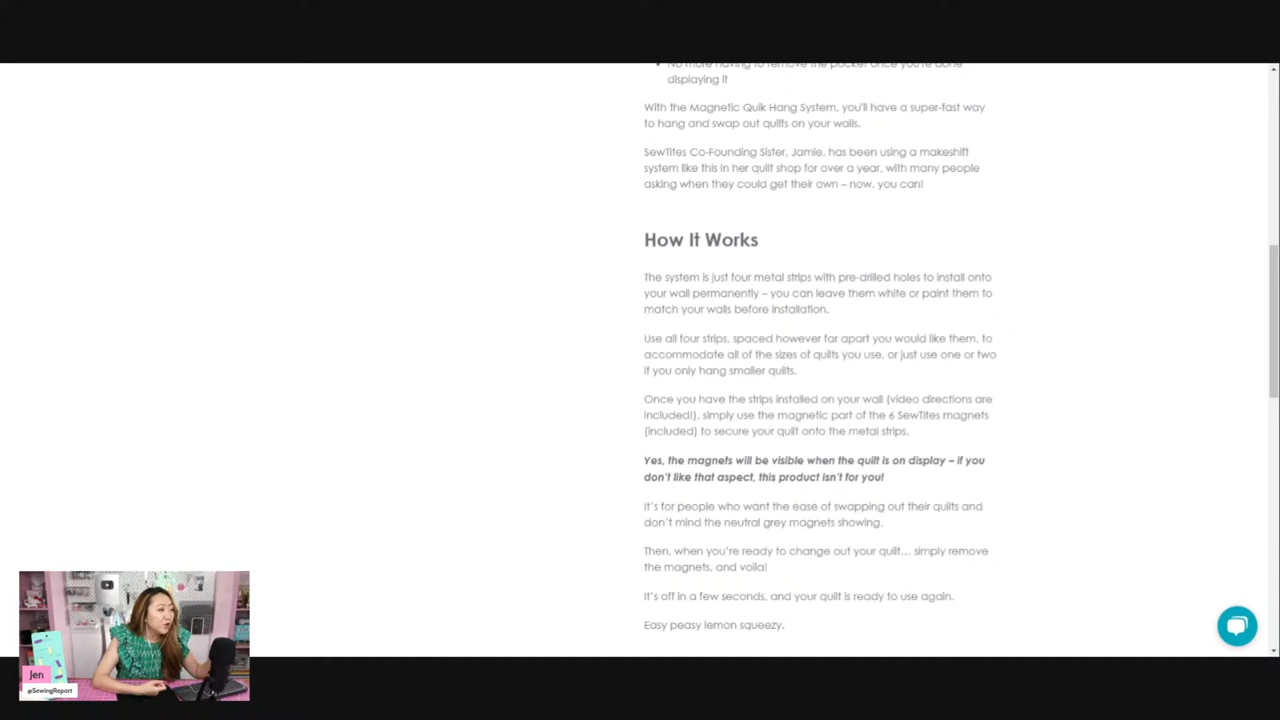 No more having to remove the pocket once you're done
displaying it
With the Magnetic Quik Hang System, you'll have a super-fast way
to hang and swap out quilts on your walls.
SewTites Co-Founding Sister, Jamie, has been using a makeshift
system like this in her quilt shop for over a year, with many people
asking when they could get their own – now, you can!
How It Works
The system is just four metal strips with pre-drilled holes to install onto
your wall permanently – you can leave them white or paint them to
match your walls before installation.
Use all four strips, spaced however far apart you would like them, to
accommodate all of the sizes of quilts you use, or just use one or two
if you only hang smaller quilts.
Once you have the strips installed on your wall (video directions are
included!), simply use the magnetic part of the 6 SewTites magnets
(included) to secure your quilt onto the metal strips.
Yes, the magnets will be visible when the quilt is on display – if you
don't like that aspect, this product isn't for you!
It's for people who want the ease of swapping out their quilts and
don't mind the neutral grey magnets showing.
Then, when you're ready to change out your quilt... simply remove
the magnets, and voila!
It's off in a few seconds, and your quilt is ready to use again.
Easy peasy lemon squeezy.
Jen
@SewingReport